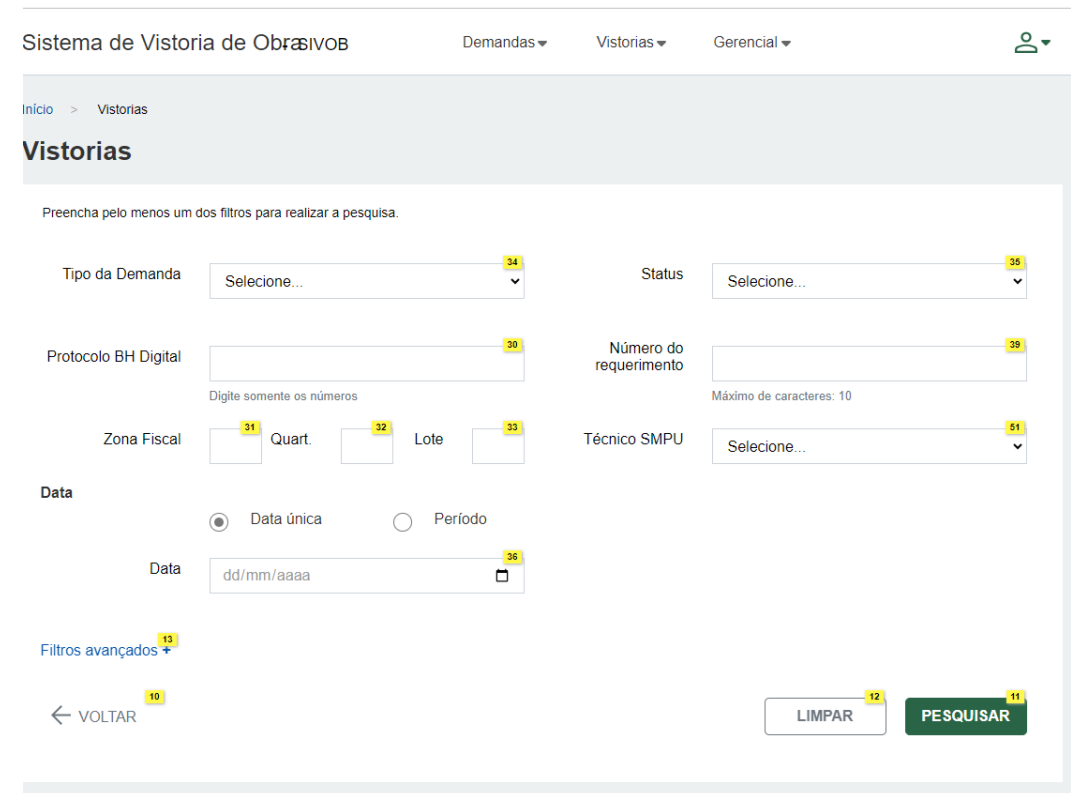 Sistema de Vistoria de Obra - SIVOB Demandas Vistorias Gerencial
Início > Vistorias
Vistorias
Preencha pelo menos um dos filtros para realizar a pesquisa.
34 35
Tipo da Demanda Selecione... Status Selecione...
30 39
Protocolo BH Digital Número do requerimento
Digite somente os números Máximo de caracteres: 10
31 32 33 51
Zona Fiscal Quart. Lote Técnico SMPU Selecione...
Data
Data única Período
36
Data dd/mm/aaaa
13
Filtros avançados +
10 12 11
VOLTAR LIMPAR PESQUISAR